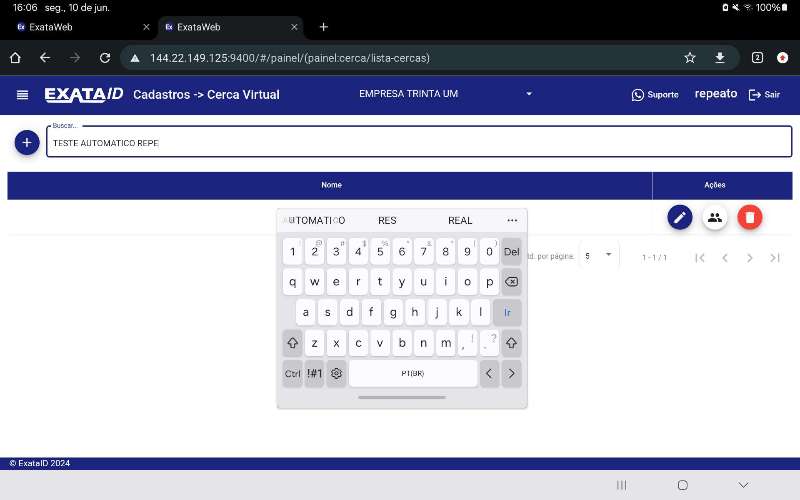 16:06 seg., 10 de jun. 100%
ExataWeb
ExataWeb
144.22.149.125:9400/#/painel/(painel:cerca/lista-cercas)
2
EXATAID Cadastros -> Cerca Virtual EMPRESA TRINTA UM Suporte repeato Sair
Buscar...
TESTE AUTOMATICO REPE
Nome Ações
RES REAL ...
1 2 3 4 5 6 7 8 9 0 Del
q w e r t y u i o p
a s d f g h j k l Ir
z x c v b n m , ! . ?
Ctrl !#1 PT(BR) < >
por página: 5 1 - 1 / 1
© ExataID 2024